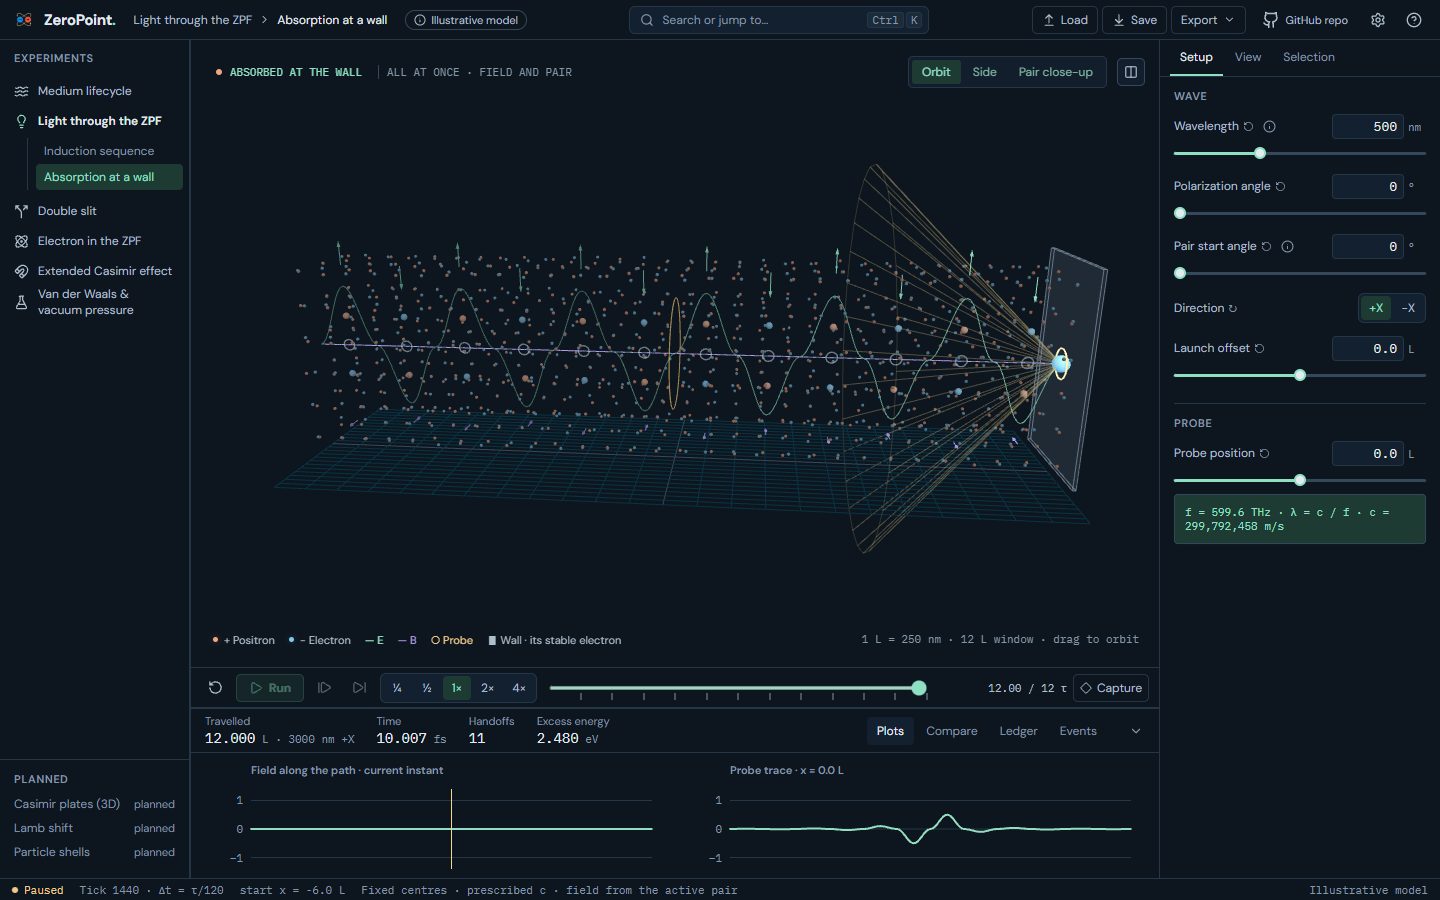 ZeroPoint.
Light through the ZPF > Absorption at a wall
Illustrative model
Search or jump to...
Ctrl K
Load
Save
Export
GitHub repo
EXPERIMENTS
Medium lifecycle
Light through the ZPF
Induction sequence
Absorption at a wall
Double slit
Electron in the ZPF
Extended Casimir effect
Van der Waals &
vacuum pressure
PLANNED
Casimir plates (3D) planned
Lamb shift planned
Particle shells planned
ABSORBED AT THE WALL
ALL AT ONCE · FIELD AND PAIR
Orbit Side Pair close-up
+ Positron − Electron — E — B Probe Wall · its stable electron
1 L = 250 nm · 12 L window · drag to orbit
Run
¼ ½ 1× 2× 4×
12.00 / 12 τ
Capture
Travelled Time Handoffs Excess energy
12.000 L · 3000 nm +X 10.007 fs 11 2.480 eV
Plots Compare Ledger Events
Field along the path · current instant
1
0
−1
Probe trace · x = 0.0 L
1
0
−1
Setup View Selection
WAVE
Wavelength 500 nm
Polarization angle 0 °
Pair start angle 0 °
Direction +X −X
Launch offset 0.0 L
PROBE
Probe position 0.0 L
f = 599.6 THz · λ = c / f · c =
299,792,458 m/s
Paused Tick 1440 · Δt = τ/120 start x = -6.0 L Fixed centres · prescribed c · field from the active pair
Illustrative model